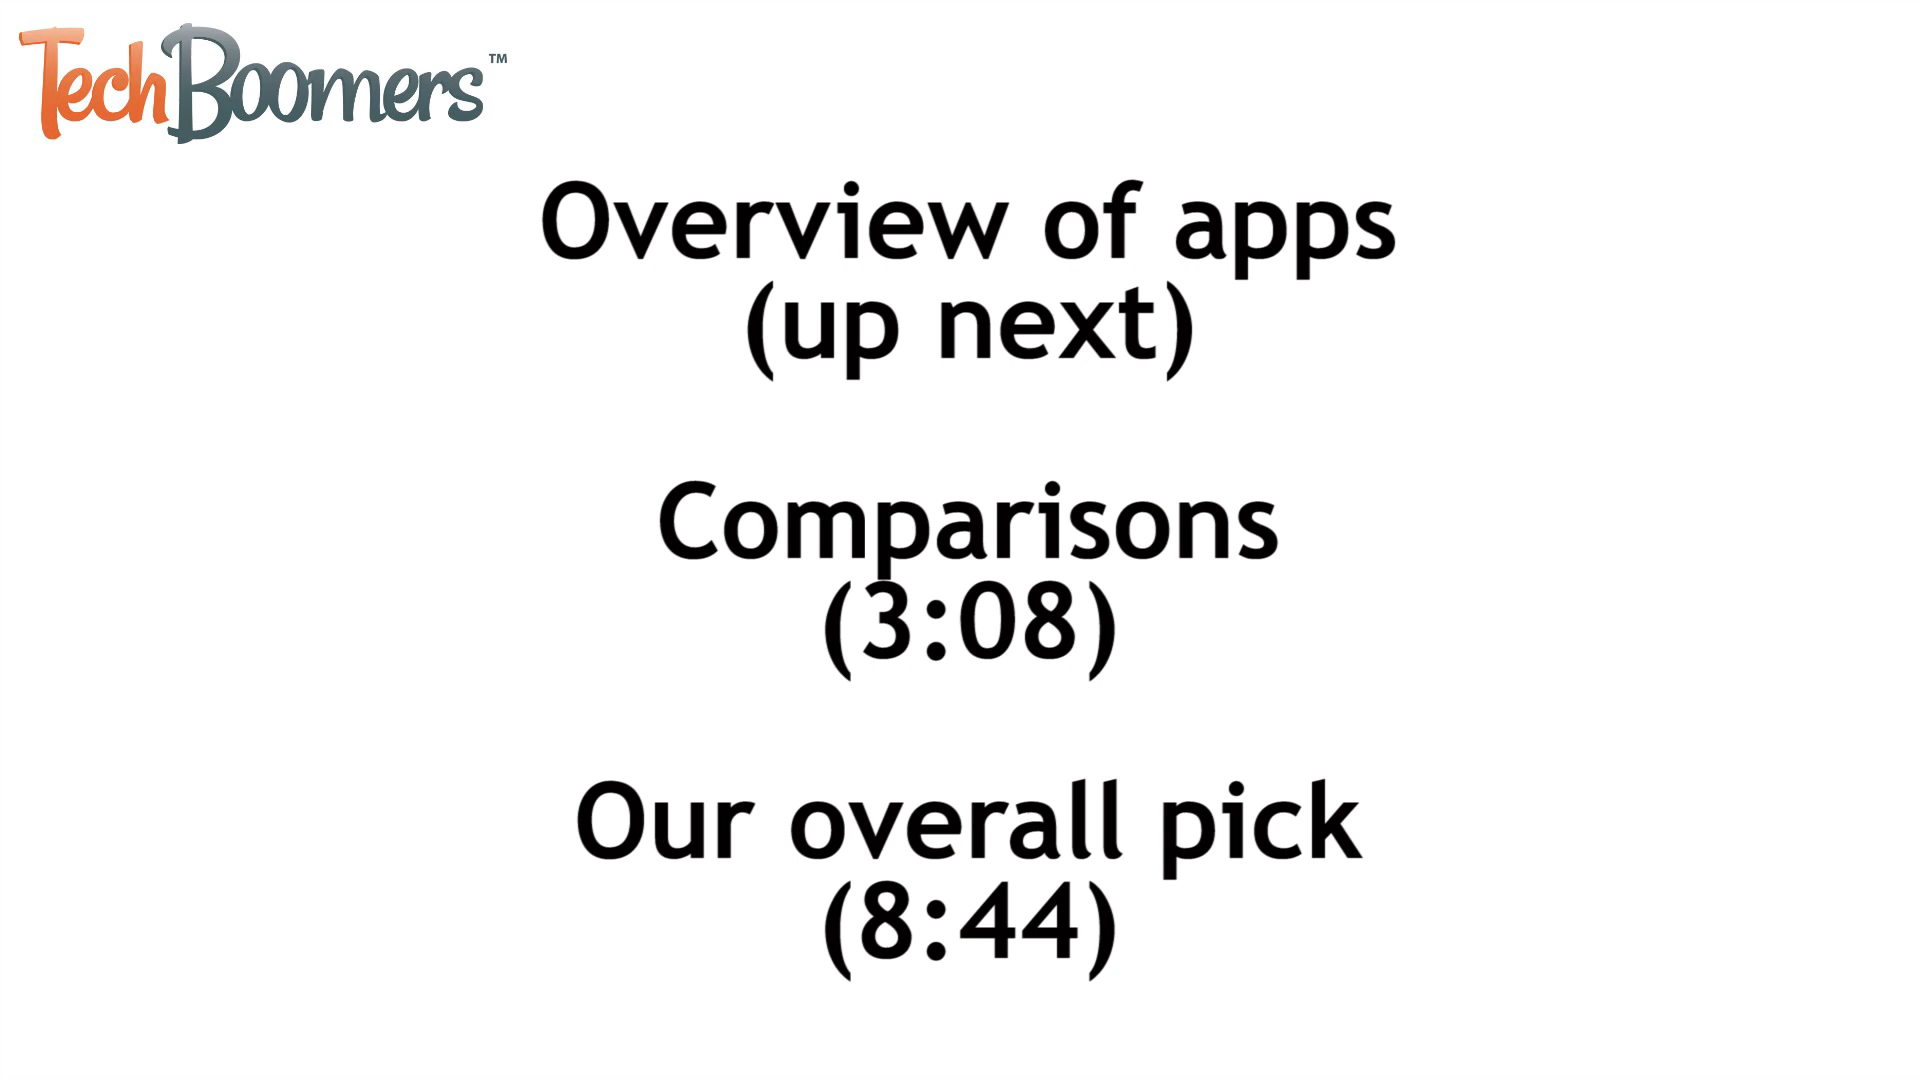 TechBoomers™
Overview of apps
(up next)
Comparisons
(3:08)
Our overall pick
(8:44)